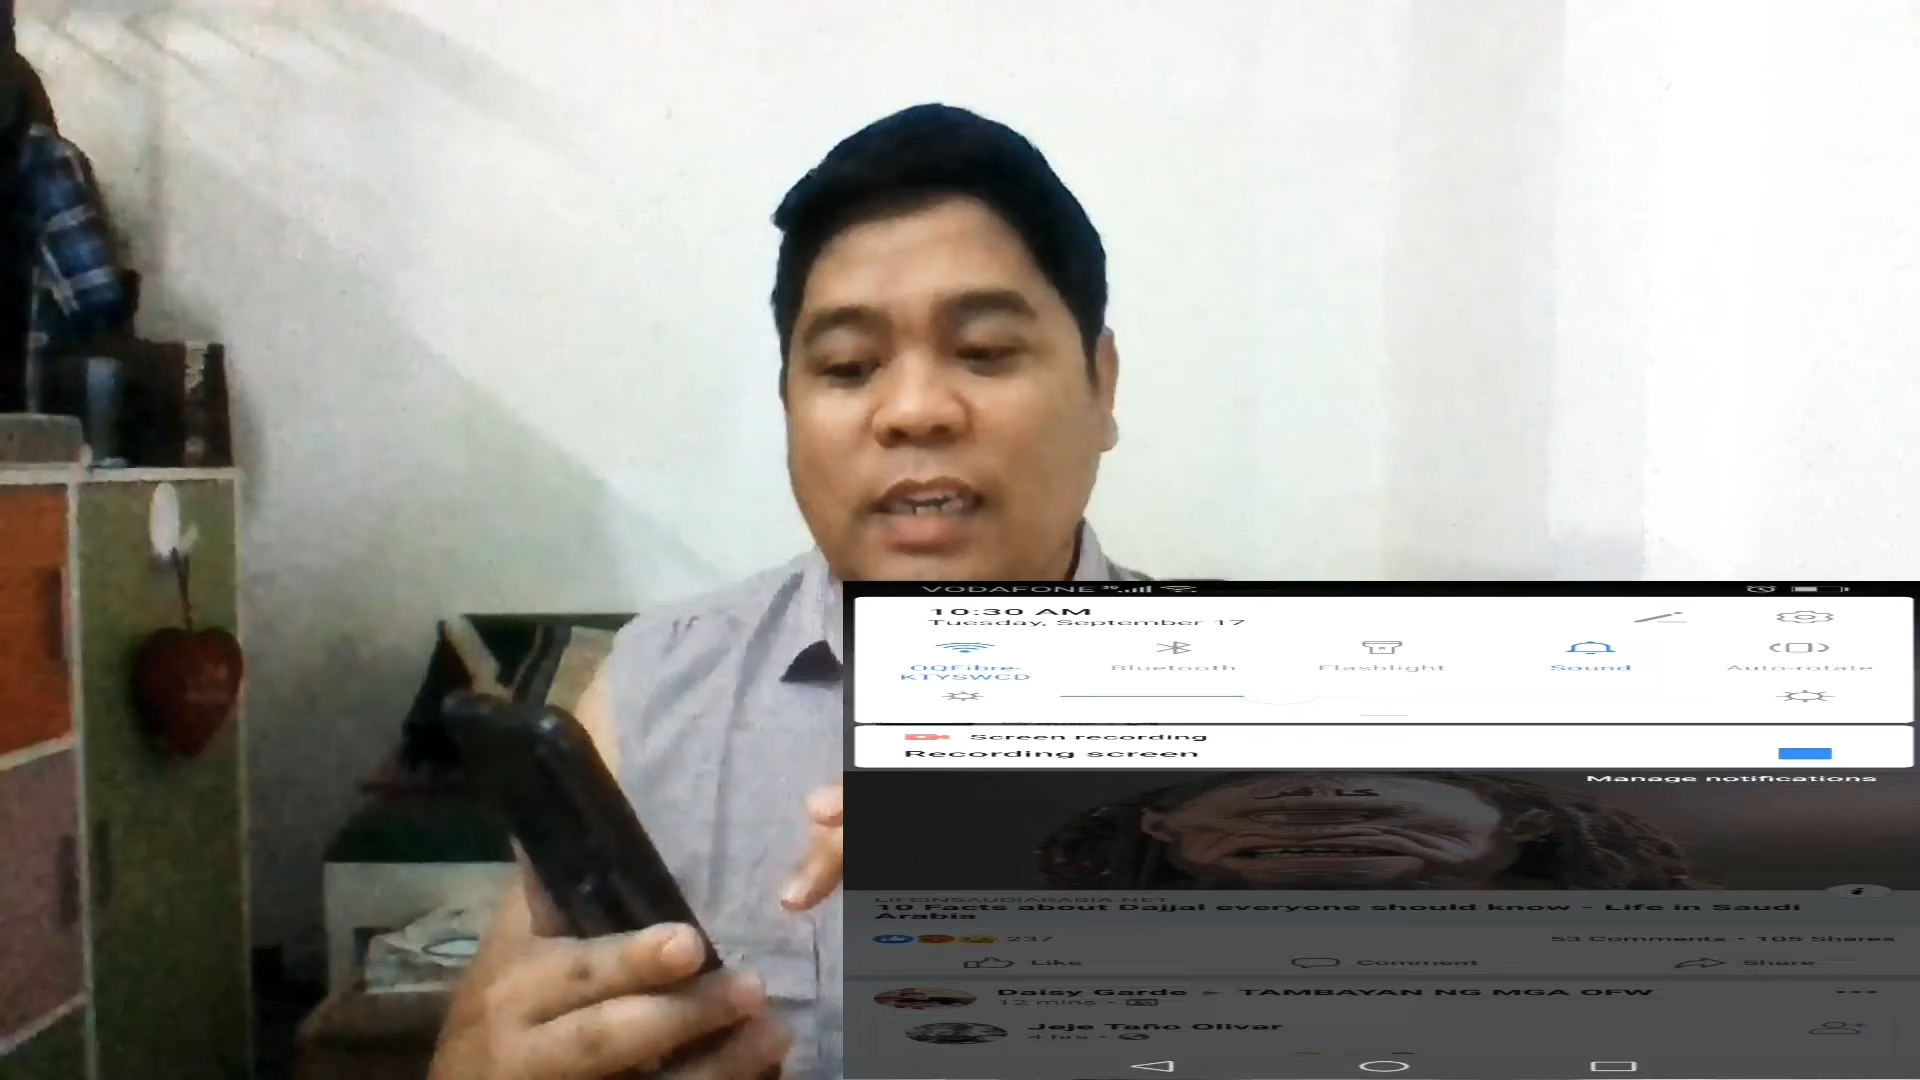 VODAFONE
10:30 AM
Tuesday, September 17
OQFibre-
KTYSWCD
Bluetooth
Flashlight
Sound
Auto-rotate
Screen recording
Recording screen
Manage notifications
كافر
LIFEINSAUDIARABIA.NET
10 Facts about Dajjal everyone should know - Life in Saudi
Arabia
237
53 Comments • 105 Shares
Like
Comment
Share
Daisy Garde ► TAMBAYAN NG MGA OFW
12 mins •
Jeje Taño Olivar
4 hrs •